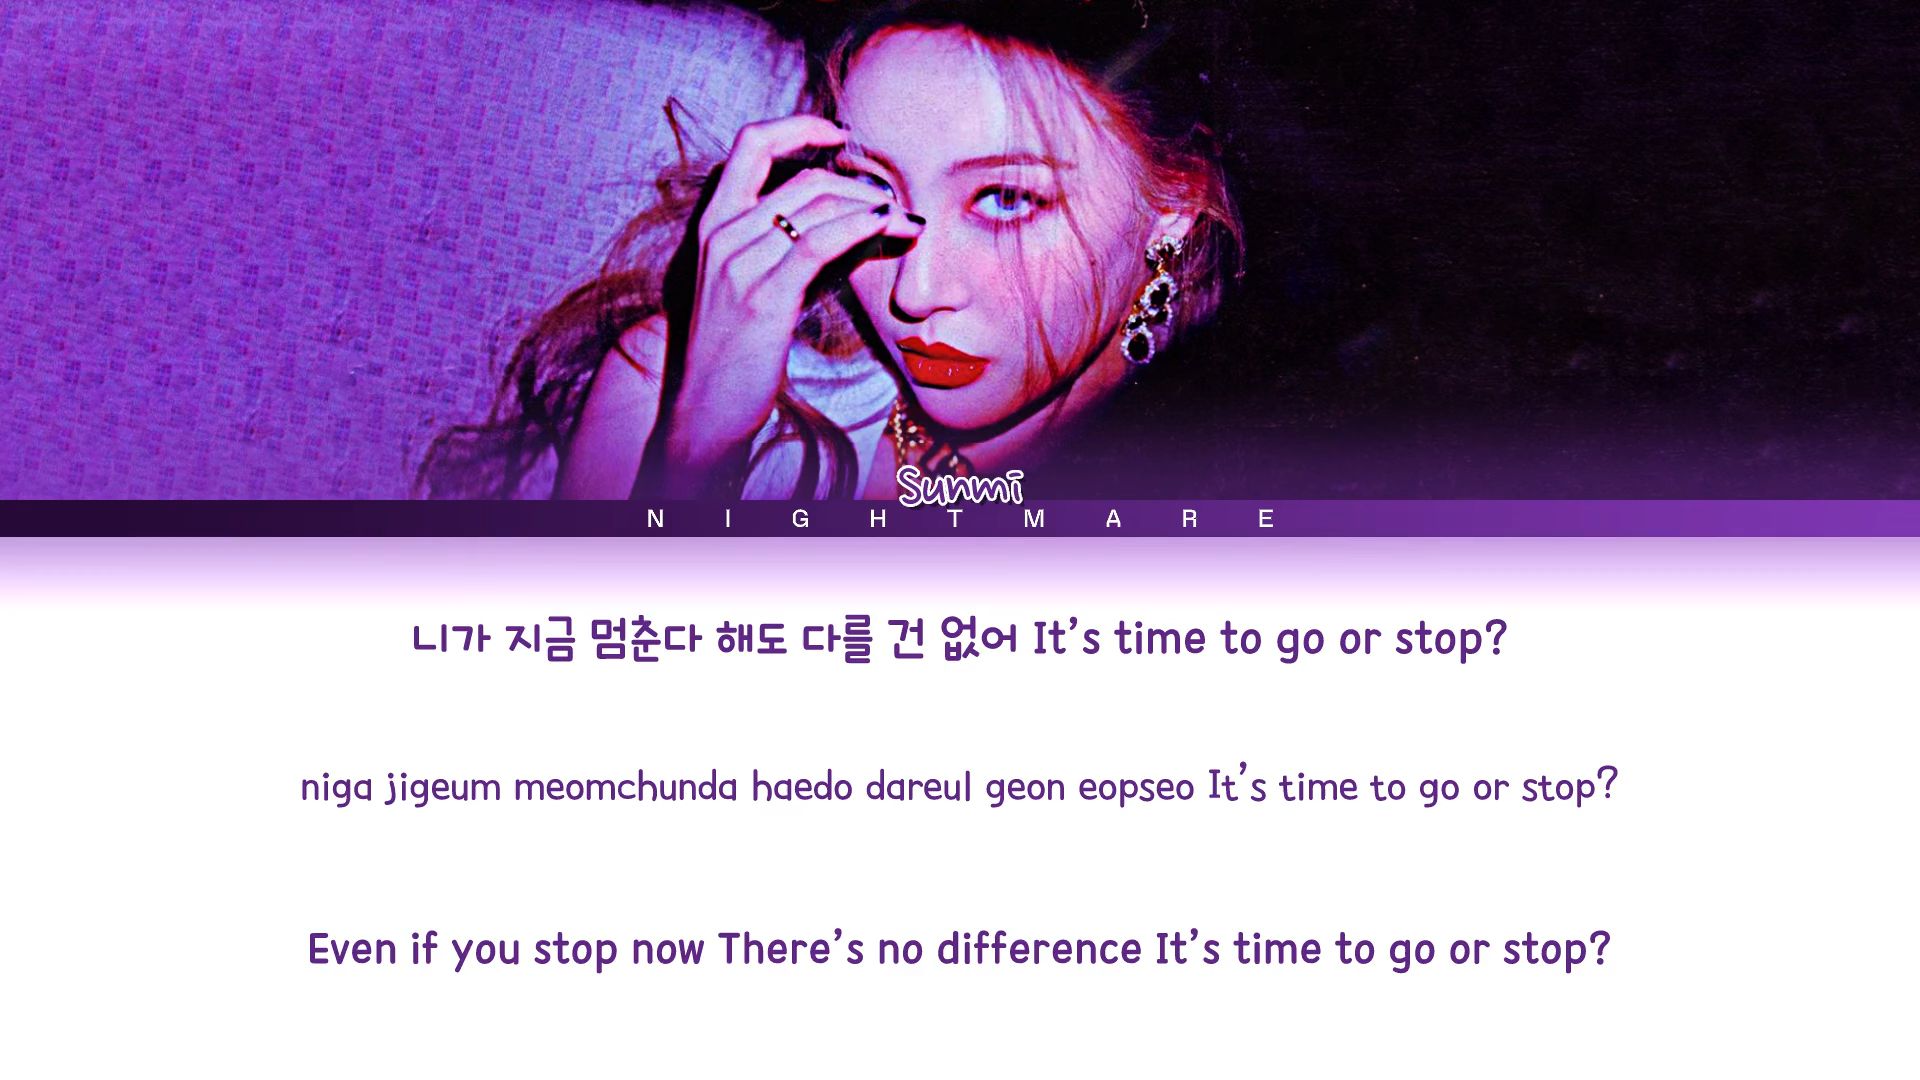 Sunmi
NIGHTMARE
니가 지금 멈춘다 해도 다를 건 없어 It's time to go or stop?
niga jigeum meomchunda haedo dareul geon eopseo It's time to go or stop?
Even if you stop now There's no difference It's time to go or stop?